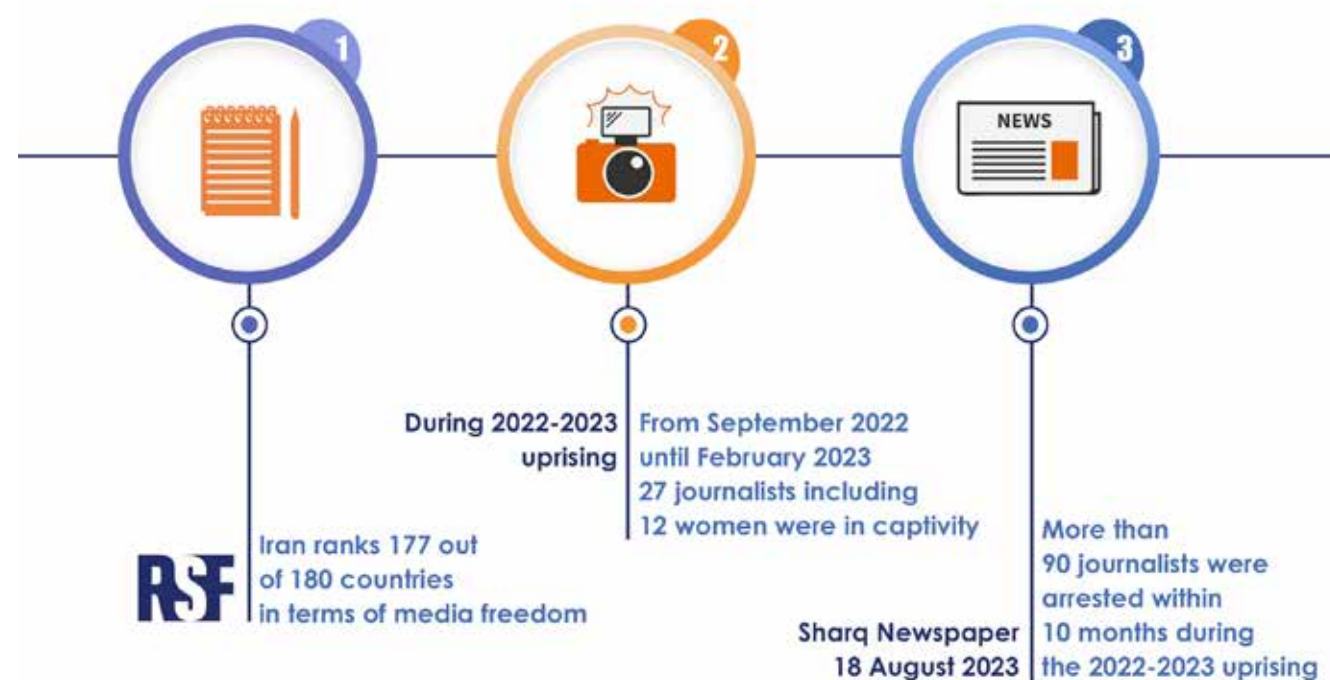 1
2
3
NEWS
RSF
Iran ranks 177 out
of 180 countries
in terms of media freedom
During 2022-2023
uprising
From September 2022
until February 2023
27 journalists including
12 women were in captivity
Sharq Newspaper
18 August 2023
More than
90 journalists were
arrested within
10 months during
the 2022-2023 uprising